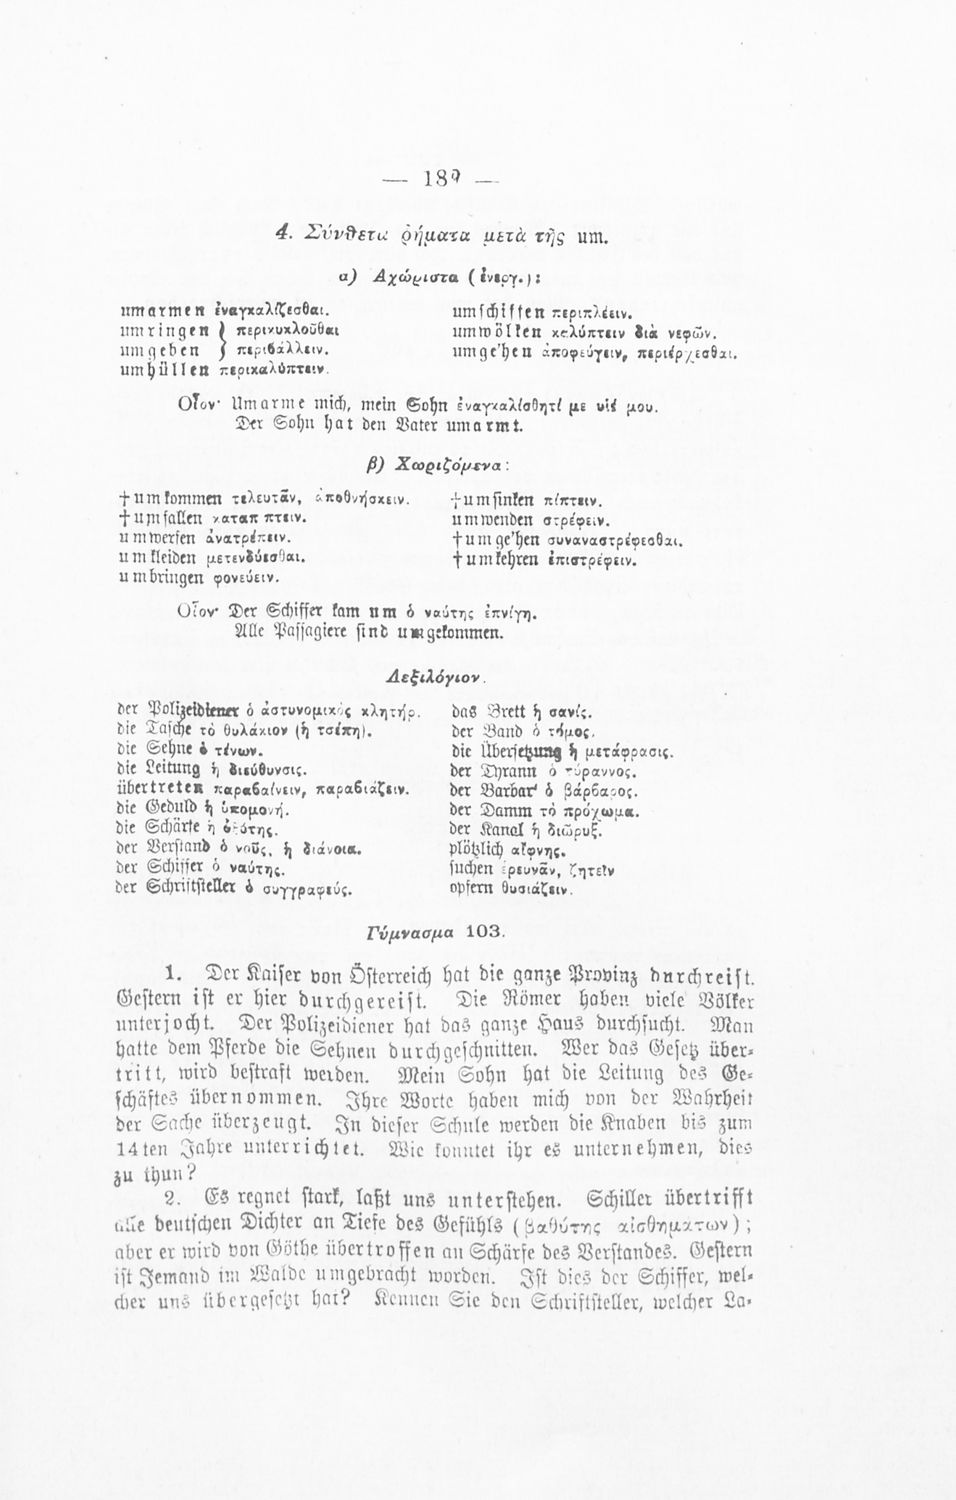 — 189 —
4. Σύνθετα ῥήματα μετὰ τῆς um.
α) Ἀχώριστα (ἐνεργ.):
umarmen ἐναγκαλίζεσθαι.
umringen } περικυκλοῦσθαι
umgeben } περιβάλλειν.
umhüllen περικαλύπτειν.
umschiffen περιπλέειν.
umwölken καλύπτειν διὰ νεφῶν.
umge'hen ἀποφεύγειν, περιέρχεσθαι.
Οἷον· Umarme mich, mein Sohn ἐναγκαλίσθητί με υἱέ μου.
Der Sohn hat den Vater umarmt.
β) Χωριζόμενα:
†umkommen τελευτᾶν, ἀποθνήσκειν.
†umfallen καταπίπτειν.
umwerfen ἀνατρέπειν.
umkleiden μετενδύεσθαι.
umbringen φονεύειν.
†umsinken πίπτειν.
umwenden στρέφειν.
†umge'hen συναναστρέφεσθαι.
†umkehren ἐπιστρέφειν.
Οἷον· Der Schiffer kam um ὁ ναύτης ἐπνίγη.
Alle Passagiere sind umgekommen.
Λεξιλόγιον.
der Polizeidiener ὁ ἀστυνομικὸς κλητήρ.
die Tasche τὸ θυλάκιον (ἡ τσέπη).
die Sehne ὁ τένων.
die Leitung ἡ διεύθυνσις.
übertreten παραβαίνειν, παραβιάζειν.
die Geduld ἡ ὑπομονή.
die Schärfe ἡ ὀξύτης.
der Verstand ὁ νοῦς, ἡ διάνοια.
der Schiffer ὁ ναύτης.
der Schriftsteller ὁ συγγραφεύς.
das Brett ἡ σανίς.
der Band ὁ τόμος.
die Übersetzung ἡ μετάφρασις.
der Tyrann ὁ τύραννος.
der Barbar' ὁ βάρβαρος.
der Damm τὸ πρόχωμα.
der Kanal ἡ διῶρυξ.
plötzlich αἴφνης.
suchen ἐρευνᾶν, ζητεῖν
opfern θυσιάζειν.
Γύμνασμα 103.
1. Der Kaiser von Österreich hat die ganze Provinz durchreist.
Gestern ist er hier durchgereist. Die Römer haben viele Völker
unterjocht. Der Polizeidiener hat das ganze Haus durchsucht. Man
hatte dem Pferde die Sehnen durchgeschnitten. Wer das Gesetz über-
tritt, wird bestraft werden. Mein Sohn hat die Leitung des Ge-
schäftes übernommen. Ihre Worte haben mich von der Wahrheit
der Sache überzeugt. In dieser Schule werden die Knaben bis zum
14ten Jahre unterrichtet. Wie konntet ihr es unternehmen, dies
zu thun?
2. Es regnet stark, laßt uns unterstehen. Schiller übertrifft
alle deutschen Dichter an Tiefe des Gefühls (βαθύτης αἰσθημάτων);
aber er wird von Göthe übertroffen an Schärfe des Verstandes. Gestern
ist Jemand im Walde umgebracht worden. Ist dies der Schiffer, wel-
cher uns übergesetzt hat? Kennen Sie den Schriftsteller, welcher La-